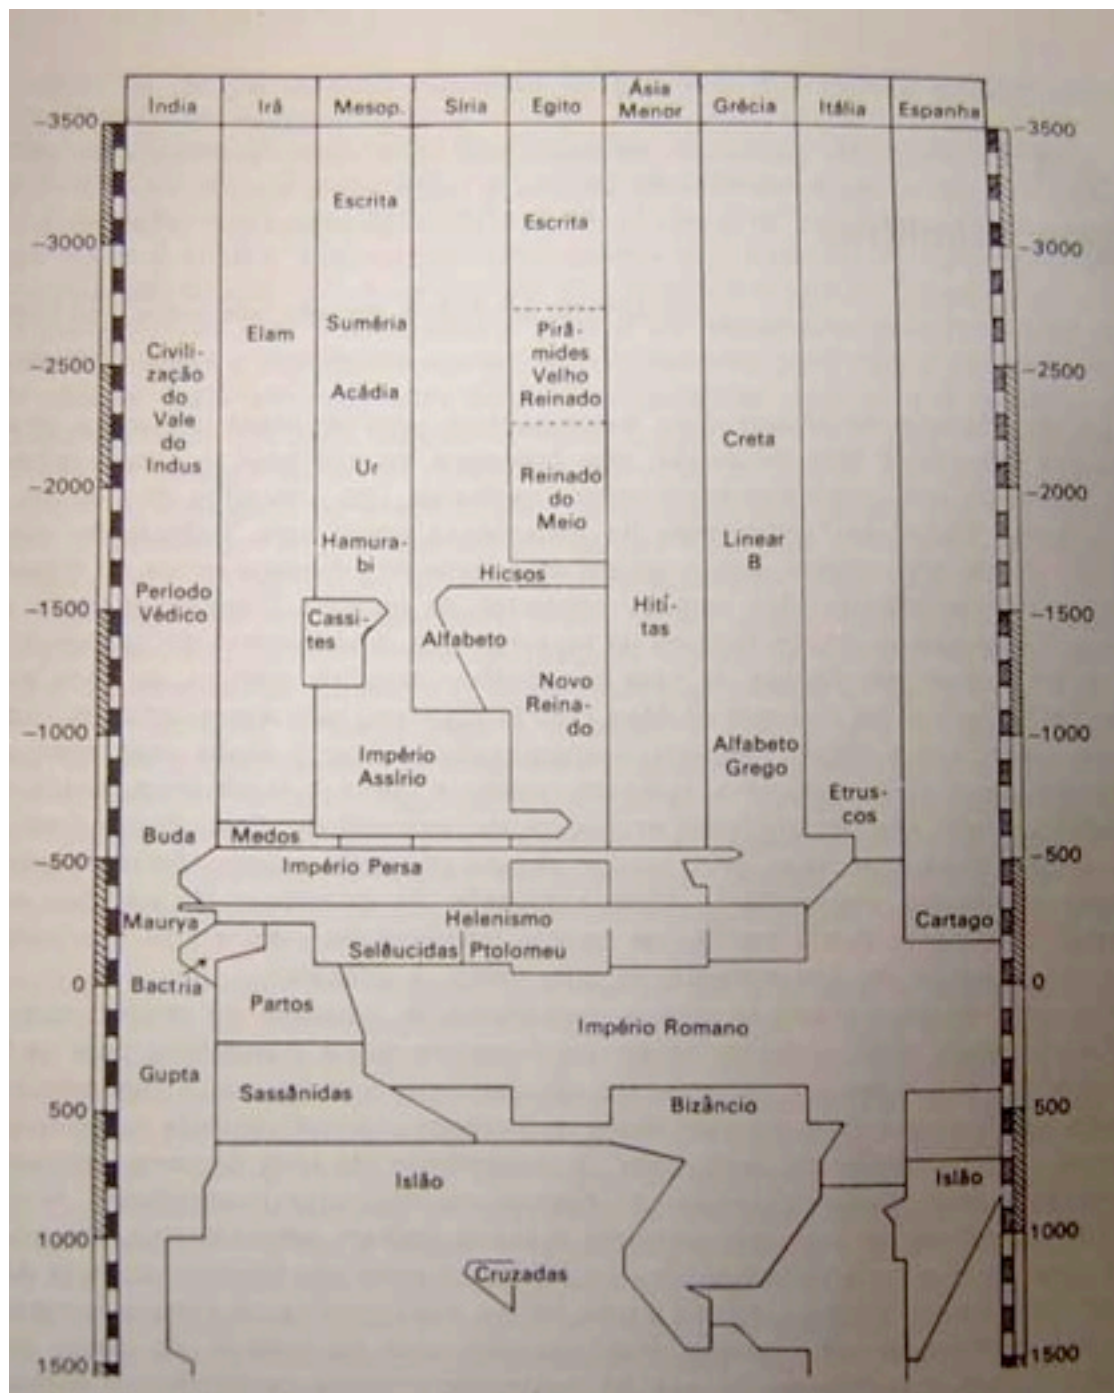 Índia Irã Mesop. Síria Egito Ásia Menor Grécia Itália Espanha
-3500 -3500
Escrita
Escrita
-3000 -3000
Suméria
Elam
Pirâ-
mides
Velho
Reinado
Civili-
zação
do
Vale
do
Indus
-2500 -2500
Acádia
Creta
Ur
Reinado
do
Meio
-2000 -2000
Hamura-
bi
Linear
B
Hicsos
Período
Védico
-1500 -1500
Cassi-
tes
Alfabeto
Hití-
tas
Novo
Reina-
do
-1000 -1000
Império
Assírio
Alfabeto
Grego
Etrus-
cos
Buda Medos
-500 -500
Império Persa
Maurya Helenismo Cartago
Selêucidas Ptolomeu
0 0
Bactria
Partos
Império Romano
Gupta
Sassânidas
Bizâncio
500 500
Islão Islão
1000 1000
Cruzadas
1500 1500